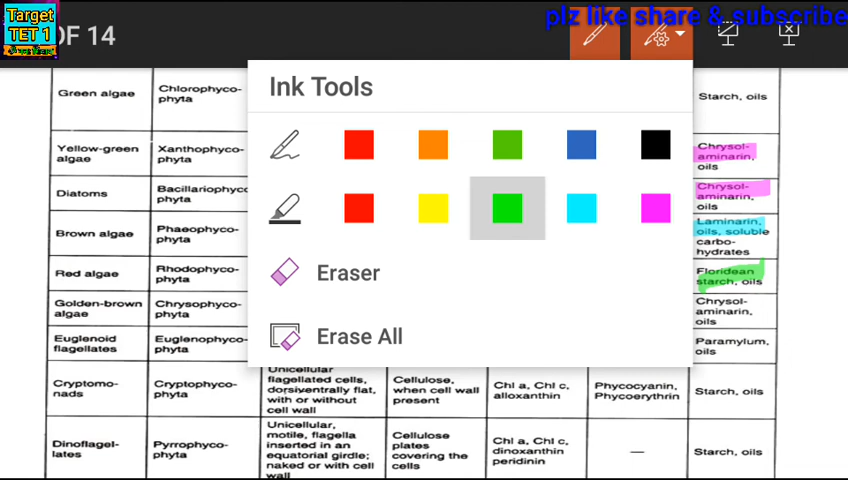 Target
TET 1
OF 14
plz like share & subscribe
Ink Tools
Eraser
Erase All
Green algae
Chlorophyco-
phyta
Starch, oils
Yellow-green
algae
Xanthophyco-
phyta
Chrysol-
aminarin,
oils
Diatoms
Bacillariophyco
phyta
Chrysol-
aminarin,
oils
Brown algae
Phaeophyco-
phyta
Laminarin,
oils, soluble
carbo-
hydrates
Red algae
Rhodophyco-
phyta
Floridean
starch, oils
Golden-brown
algae
Chrysophyco-
phyta
Chrysol-
aminarin,
oils
Euglenoid
flagellates
Euglenophyco-
phyta
Paramylum,
oils
Cryptomo-
nads
Cryptophyco-
phyta
Unicellular
flagellated cells,
dorsiventrally flat,
with or without
cell wall
Cellulose,
when cell wall
present
Chl a, Chl c,
alloxanthin
Phycocyanin,
Phycoerythrin
Starch, oils
Dinoflagel-
lates
Pyrrophyco-
phyta
Unicellular,
motile, flagella
inserted in an
equatorial girdle;
naked or with cell
wall
Cellulose
plates
covering the
cells
Chl a, Chl c,
dinoxanthin
peridinin
—
Starch, oils